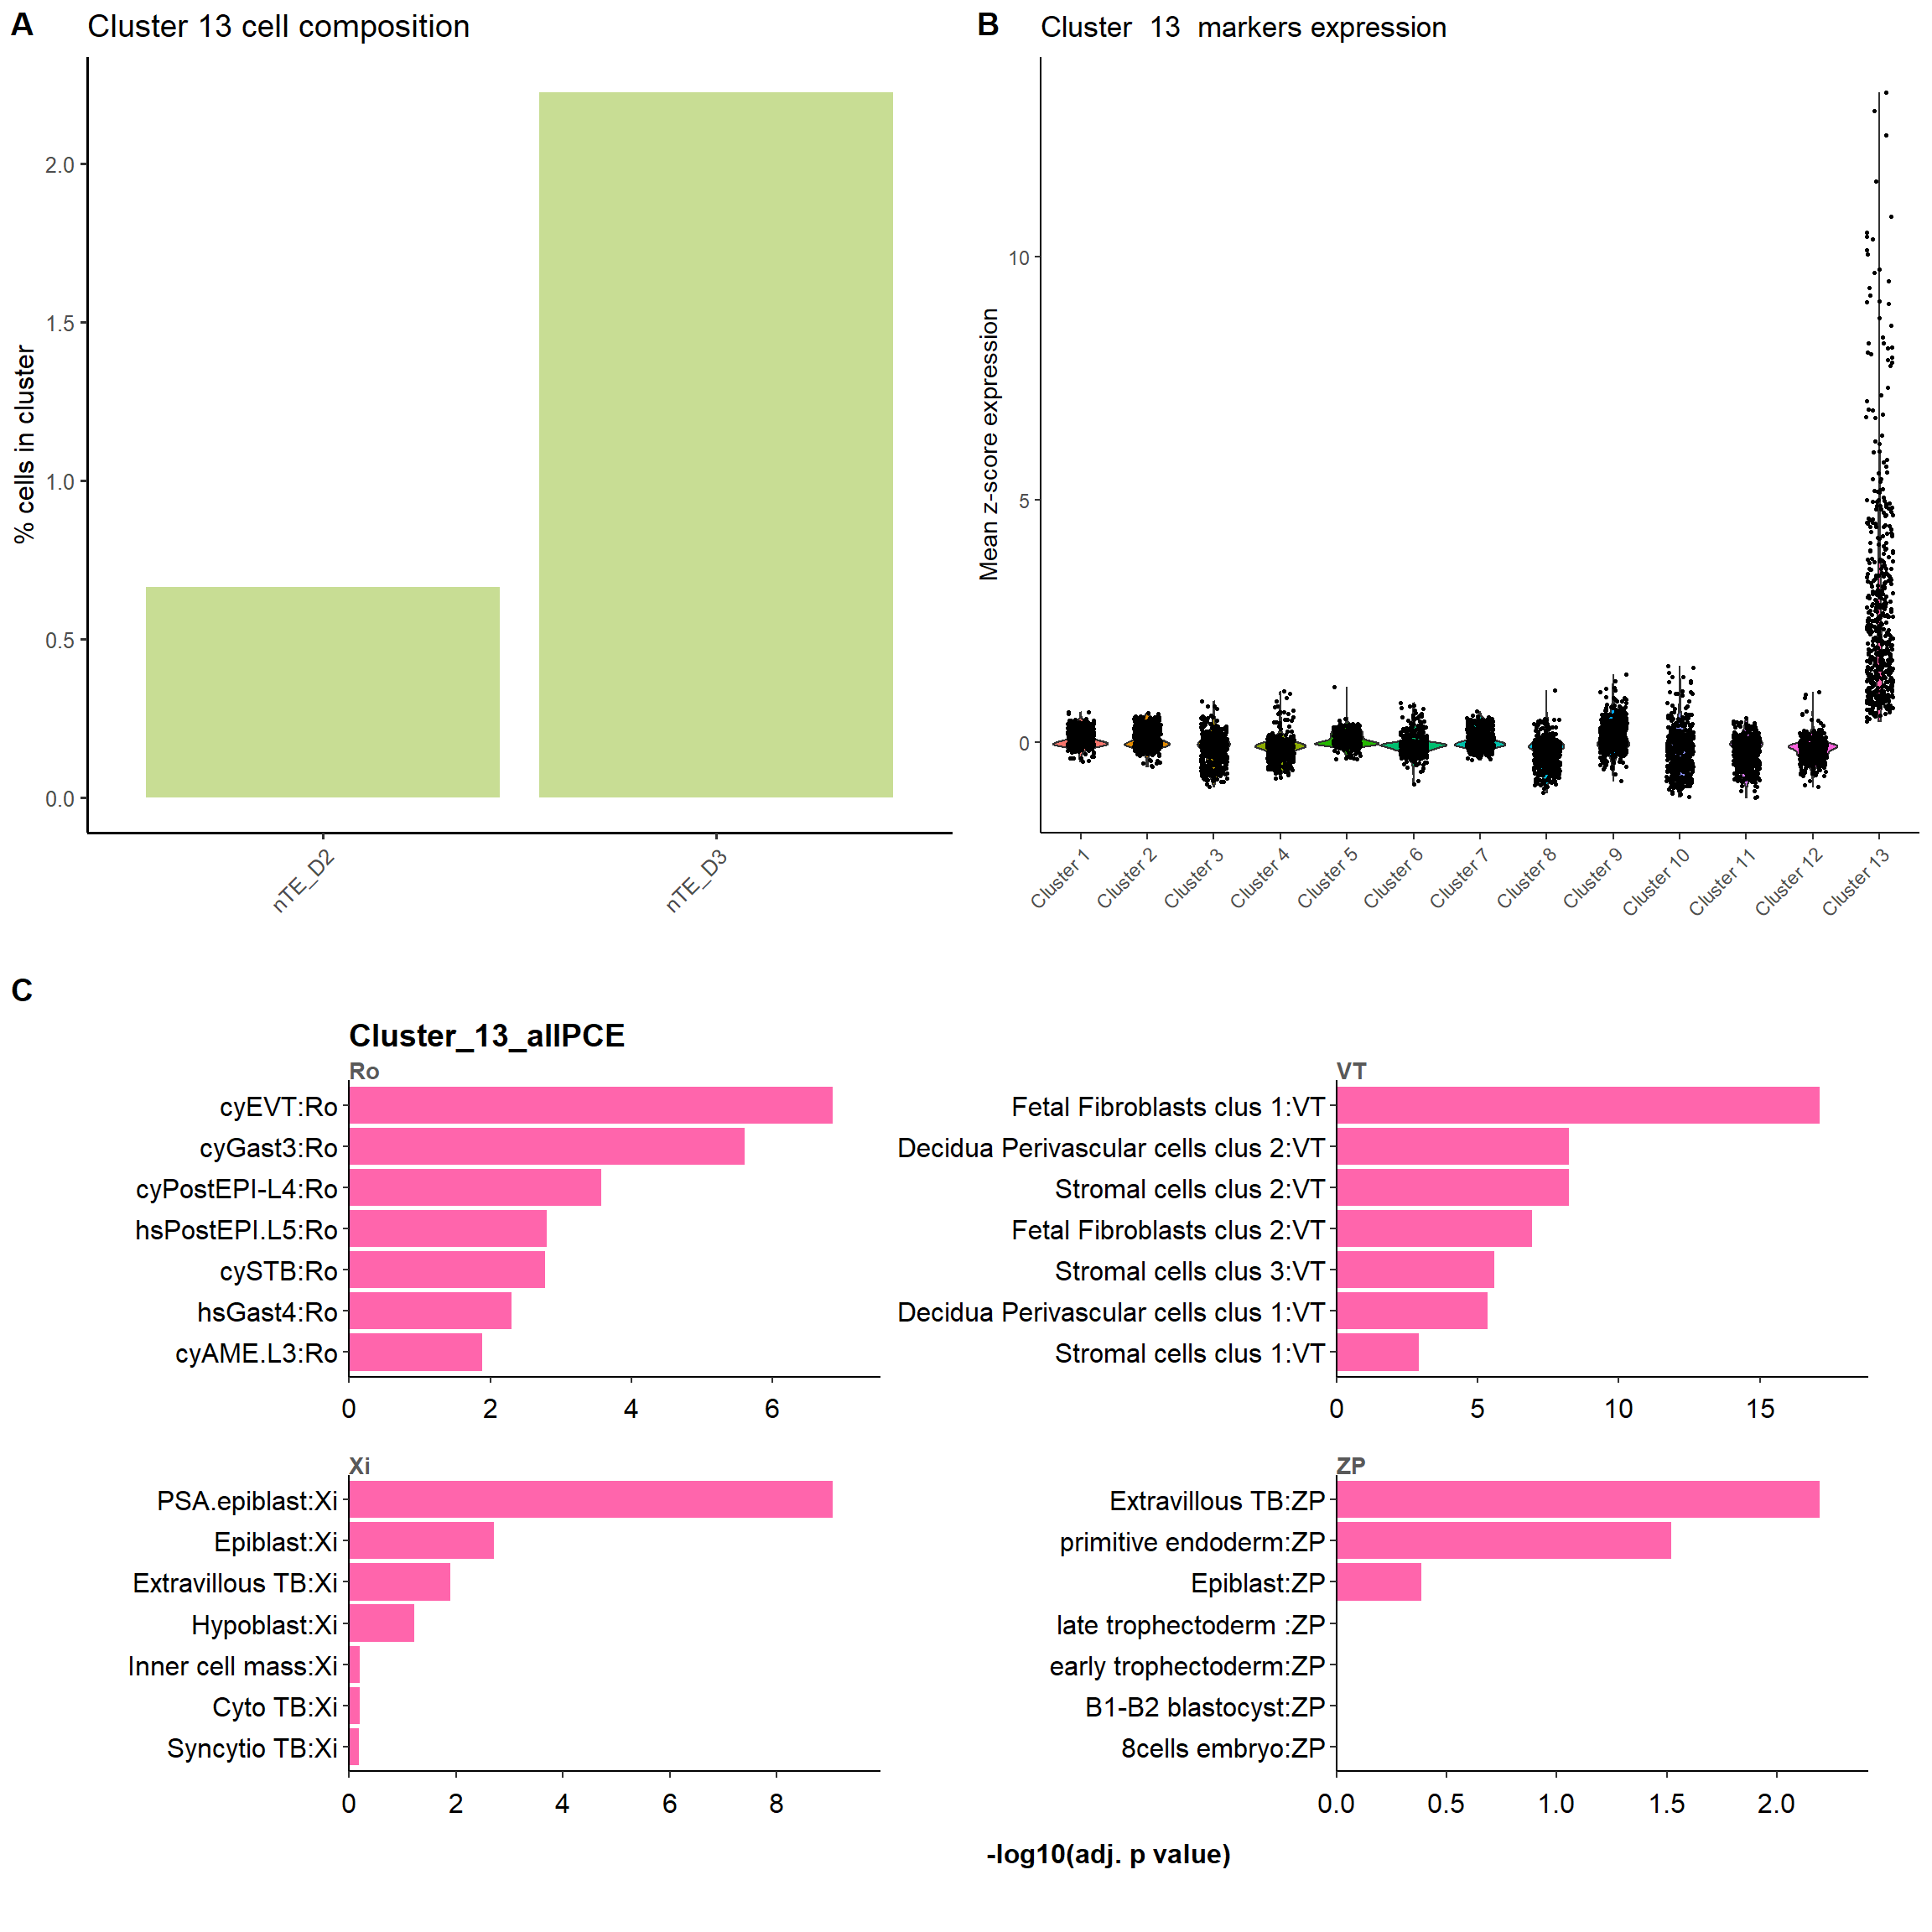 A
Cluster 13 cell composition
% cells in cluster
2.0
1.5
1.0
0.5
0.0
nTE_D2
nTE_D3
B
Cluster  13  markers expression
Mean z-score expression
10
5
0
Cluster 1
Cluster 2
Cluster 3
Cluster 4
Cluster 5
Cluster 6
Cluster 7
Cluster 8
Cluster 9
Cluster 10
Cluster 11
Cluster 12
Cluster 13
C
Cluster_13_allPCE
Ro
cyEVT:Ro
cyGast3:Ro
cyPostEPI-L4:Ro
hsPostEPI.L5:Ro
cySTB:Ro
hsGast4:Ro
cyAME.L3:Ro
0 2 4 6
VT
Fetal Fibroblasts clus 1:VT
Decidua Perivascular cells clus 2:VT
Stromal cells clus 2:VT
Fetal Fibroblasts clus 2:VT
Stromal cells clus 3:VT
Decidua Perivascular cells clus 1:VT
Stromal cells clus 1:VT
0 5 10 15
Xi
PSA.epiblast:Xi
Epiblast:Xi
Extravillous TB:Xi
Hypoblast:Xi
Inner cell mass:Xi
Cyto TB:Xi
Syncytio TB:Xi
0 2 4 6 8
ZP
Extravillous TB:ZP
primitive endoderm:ZP
Epiblast:ZP
late trophectoderm :ZP
early trophectoderm:ZP
B1-B2 blastocyst:ZP
8cells embryo:ZP
0.0 0.5 1.0 1.5 2.0
-log10(adj. p value)